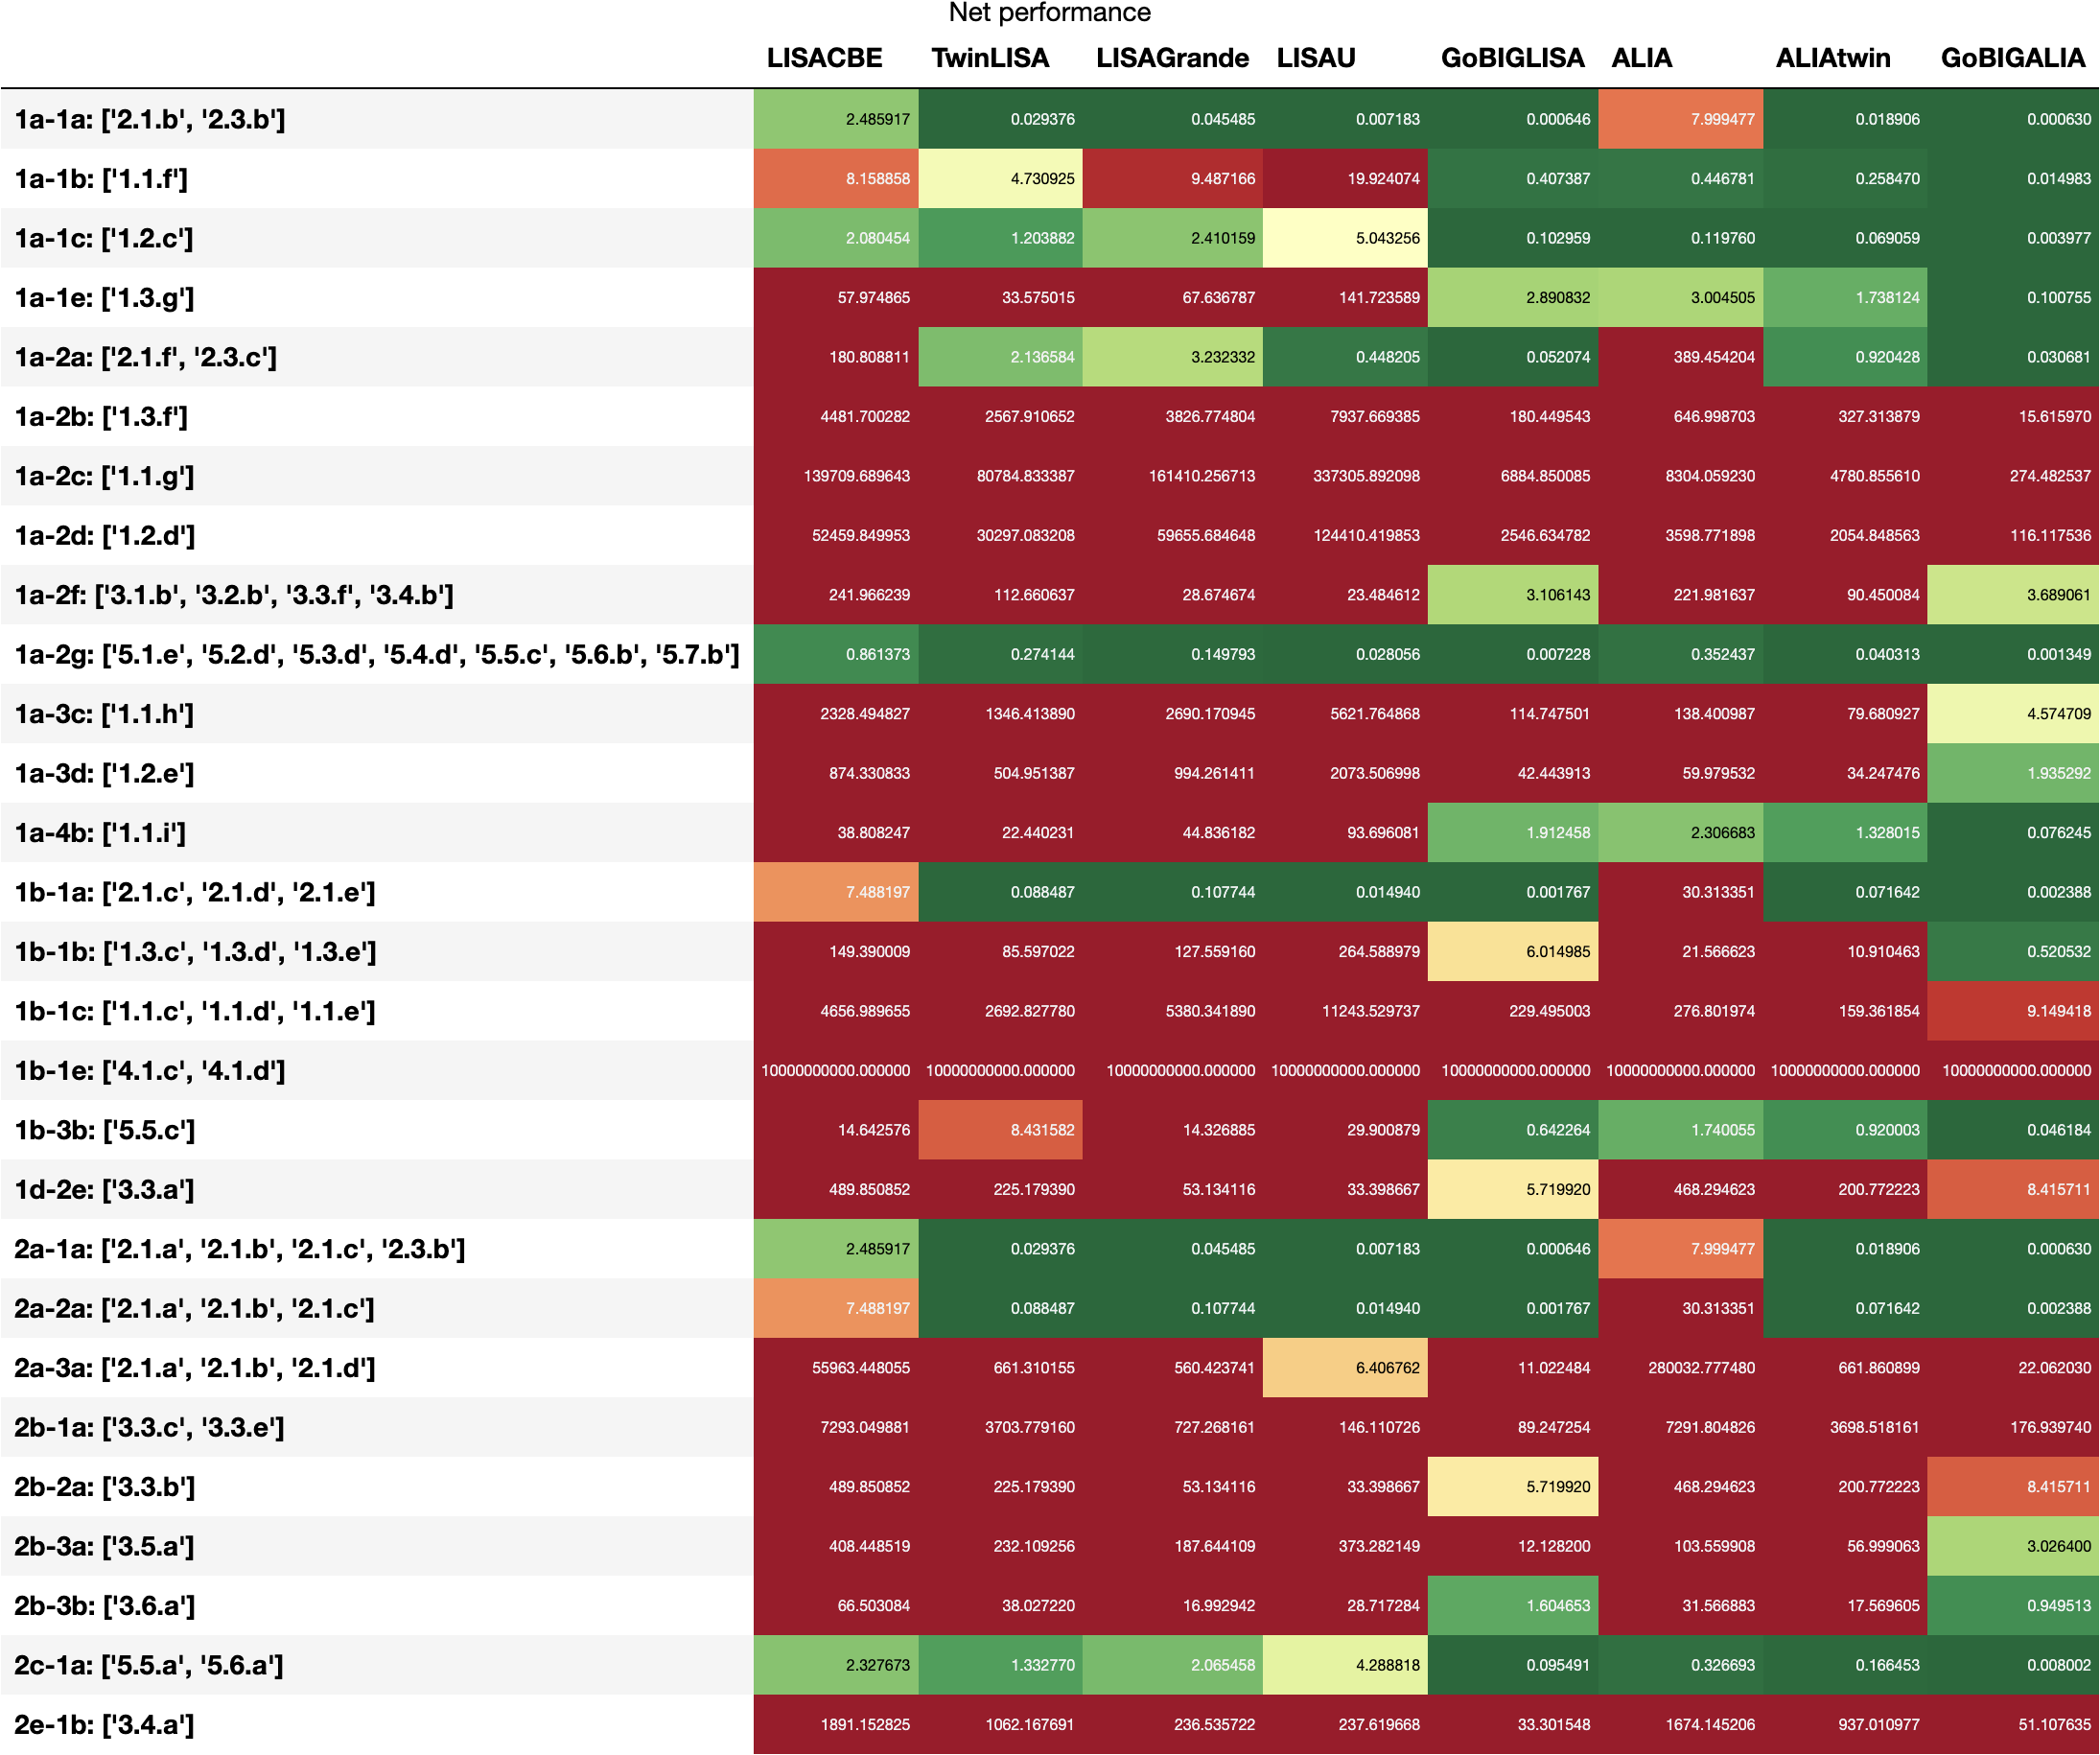 Net performance
LISACBE TwinLISA LISAGrande LISAU GoBIGLISA ALIA ALIAtwin GoBIGALIA
1a-1a: ['2.1.b', '2.3.b'] 2.485917 0.029376 0.045485 0.007183 0.000646 7.999477 0.018906 0.000630
1a-1b: ['1.1.f'] 8.158858 4.730925 9.487166 19.924074 0.407387 0.446781 0.258470 0.014983
1a-1c: ['1.2.c'] 2.080454 1.203882 2.410159 5.043256 0.102959 0.119760 0.069059 0.003977
1a-1e: ['1.3.g'] 57.974865 33.575015 67.636787 141.723589 2.890832 3.004505 1.738124 0.100755
1a-2a: ['2.1.f', '2.3.c'] 180.808811 2.136584 3.232332 0.448205 0.052074 389.454204 0.920428 0.030681
1a-2b: ['1.3.f'] 4481.700282 2567.910652 3826.774804 7937.669385 180.449543 646.998703 327.313879 15.615970
1a-2c: ['1.1.g'] 139709.689643 80784.833387 161410.256713 337305.892098 6884.850085 8304.059230 4780.855610 274.482537
1a-2d: ['1.2.d'] 52459.849953 30297.083208 59655.684648 124410.419853 2546.634782 3598.771898 2054.848563 116.117536
1a-2f: ['3.1.b', '3.2.b', '3.3.f', '3.4.b'] 241.966239 112.660637 28.674674 23.484612 3.106143 221.981637 90.450084 3.689061
1a-2g: ['5.1.e', '5.2.d', '5.3.d', '5.4.d', '5.5.c', '5.6.b', '5.7.b'] 0.861373 0.274144 0.149793 0.028056 0.007228 0.352437 0.040313 0.001349
1a-3c: ['1.1.h'] 2328.494827 1346.413890 2690.170945 5621.764868 114.747501 138.400987 79.680927 4.574709
1a-3d: ['1.2.e'] 874.330833 504.951387 994.261411 2073.506998 42.443913 59.979532 34.247476 1.935292
1a-4b: ['1.1.i'] 38.808247 22.440231 44.836182 93.696081 1.912458 2.306683 1.328015 0.076245
1b-1a: ['2.1.c', '2.1.d', '2.1.e'] 7.488197 0.088487 0.107744 0.014940 0.001767 30.313351 0.071642 0.002388
1b-1b: ['1.3.c', '1.3.d', '1.3.e'] 149.390009 85.597022 127.559160 264.588979 6.014985 21.566623 10.910463 0.520532
1b-1c: ['1.1.c', '1.1.d', '1.1.e'] 4656.989655 2692.827780 5380.341890 11243.529737 229.495003 276.801974 159.361854 9.149418
1b-1e: ['4.1.c', '4.1.d'] 10000000000.000000 10000000000.000000 10000000000.000000 10000000000.000000 10000000000.000000 10000000000.000000 10000000000.000000 10000000000.000000
1b-3b: ['5.5.c'] 14.642576 8.431582 14.326885 29.900879 0.642264 1.740055 0.920003 0.046184
1d-2e: ['3.3.a'] 489.850852 225.179390 53.134116 33.398667 5.719920 468.294623 200.772223 8.415711
2a-1a: ['2.1.a', '2.1.b', '2.1.c', '2.3.b'] 2.485917 0.029376 0.045485 0.007183 0.000646 7.999477 0.018906 0.000630
2a-2a: ['2.1.a', '2.1.b', '2.1.c'] 7.488197 0.088487 0.107744 0.014940 0.001767 30.313351 0.071642 0.002388
2a-3a: ['2.1.a', '2.1.b', '2.1.d'] 55963.448055 661.310155 560.423741 6.406762 11.022484 280032.777480 661.860899 22.062030
2b-1a: ['3.3.c', '3.3.e'] 7293.049881 3703.779160 727.268161 146.110726 89.247254 7291.804826 3698.518161 176.939740
2b-2a: ['3.3.b'] 489.850852 225.179390 53.134116 33.398667 5.719920 468.294623 200.772223 8.415711
2b-3a: ['3.5.a'] 408.448519 232.109256 187.644109 373.282149 12.128200 103.559908 56.999063 3.026400
2b-3b: ['3.6.a'] 66.503084 38.027220 16.992942 28.717284 1.604653 31.566883 17.569605 0.949513
2c-1a: ['5.5.a', '5.6.a'] 2.327673 1.332770 2.065458 4.288818 0.095491 0.326693 0.166453 0.008002
2e-1b: ['3.4.a'] 1891.152825 1062.167691 236.535722 237.619668 33.301548 1674.145206 937.010977 51.107635